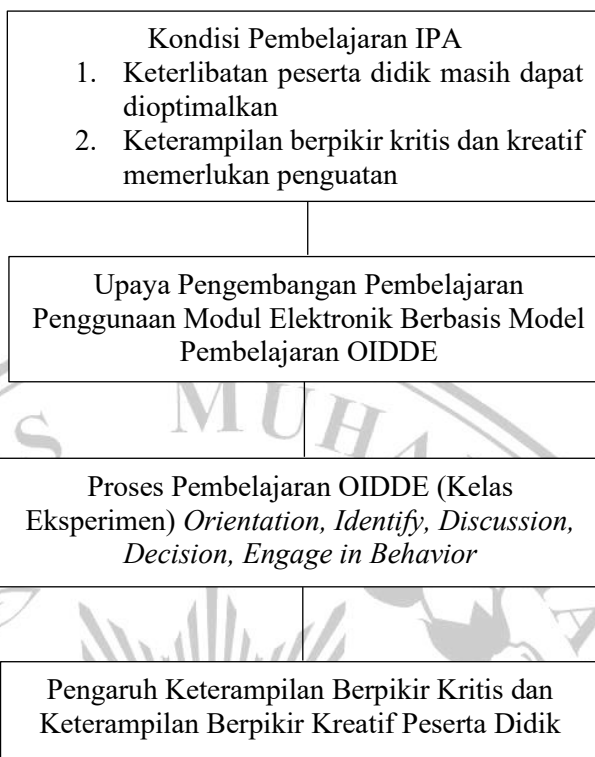 Kondisi Pembelajaran IPA
1. Keterlibatan peserta didik masih dapat
dioptimalkan
2. Keterampilan berpikir kritis dan kreatif
memerlukan penguatan
Upaya Pengembangan Pembelajaran
Penggunaan Modul Elektronik Berbasis Model
Pembelajaran OIDDE
MUHA
S
Proses Pembelajaran OIDDE (Kelas
Eksperimen) Orientation, Identify, Discussion,
Decision, Engage in Behavior
Pengaruh Keterampilan Berpikir Kritis dan
Keterampilan Berpikir Kreatif Peserta Didik